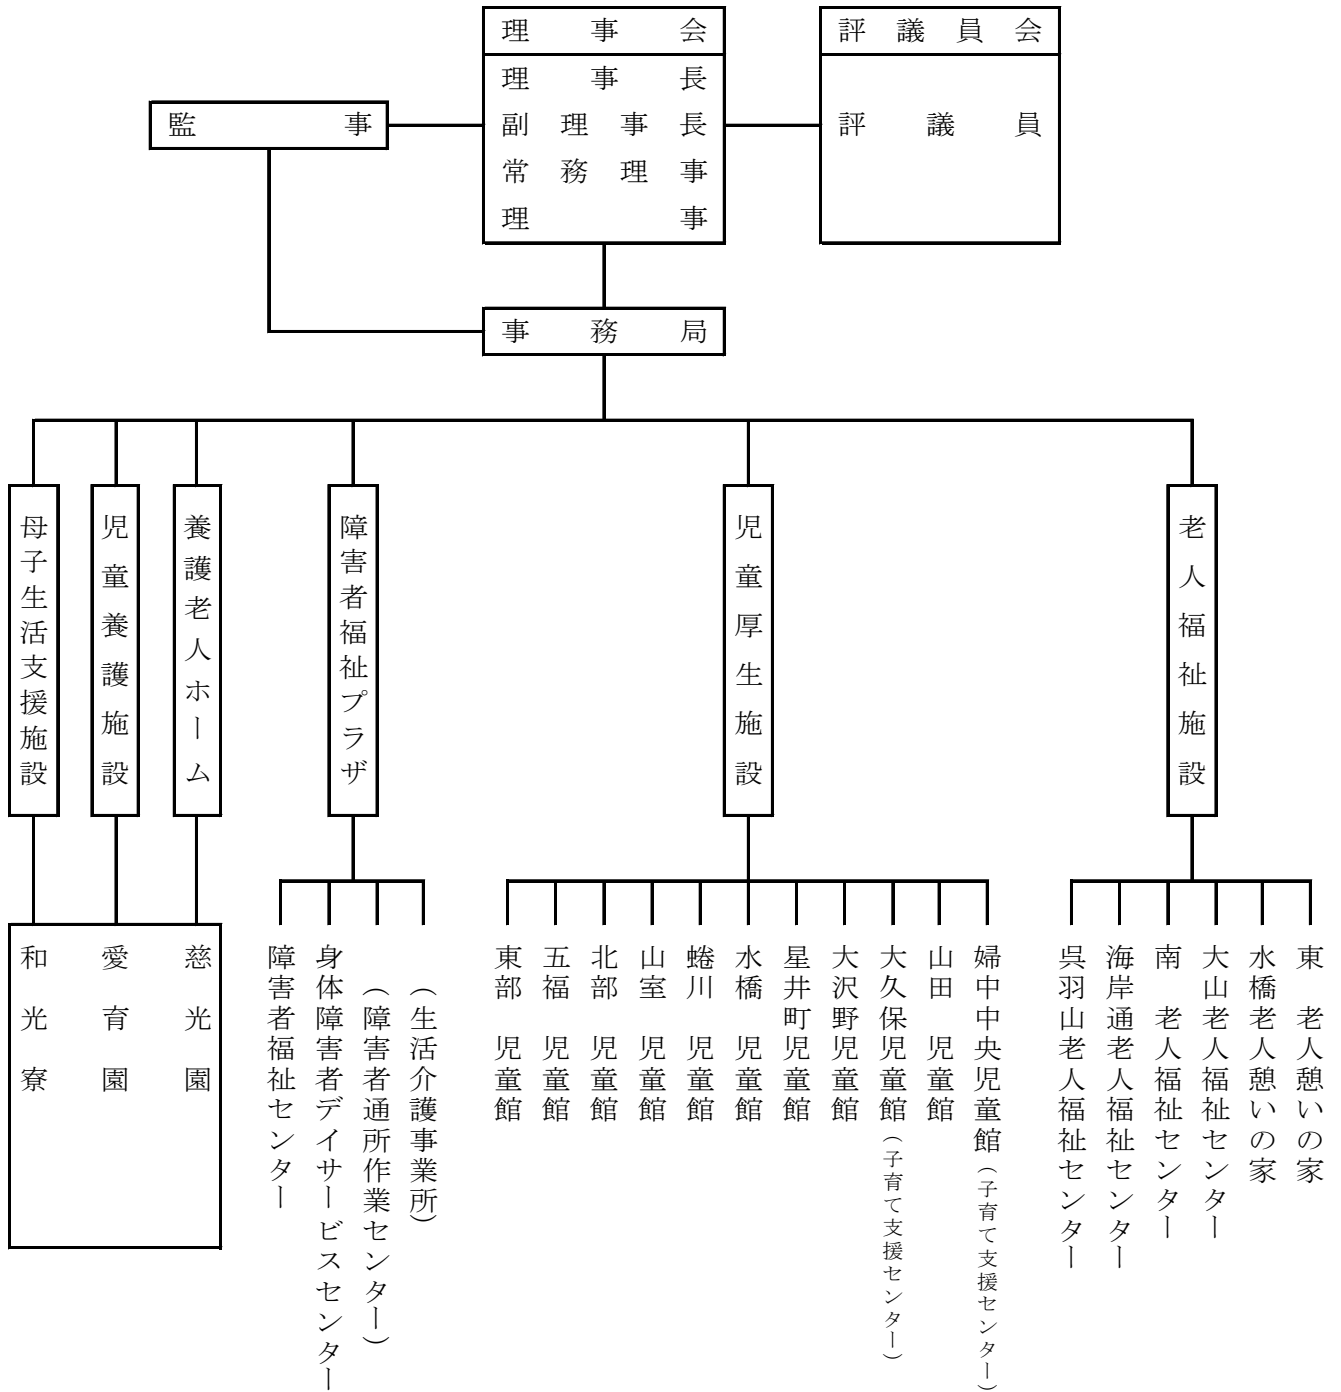 理事会
理事長
副理事長
常務理事
理事
評議員会
評議員
監事
事務局
母子生活支援施設
児童養護施設
養護老人ホーム
障害者福祉プラザ
児童厚生施設
老人福祉施設
和光寮
愛育園
慈光園
障害者福祉センター
身体障害者デイサービスセンター
(障害者通所作業センター)
(生活介護事業所)
東部 児童館
五福 児童館
北部 児童館
山室 児童館
蜷川 児童館
水橋 児童館
星井町児童館
大沢野児童館
大久保児童館(子育て支援センター)
山田 児童館
婦中中央児童館(子育て支援センター)
呉羽山老人福祉センター
海岸通老人福祉センター
南 老人福祉センター
大山老人福祉センター
水橋老人憩いの家
東 老人憩いの家